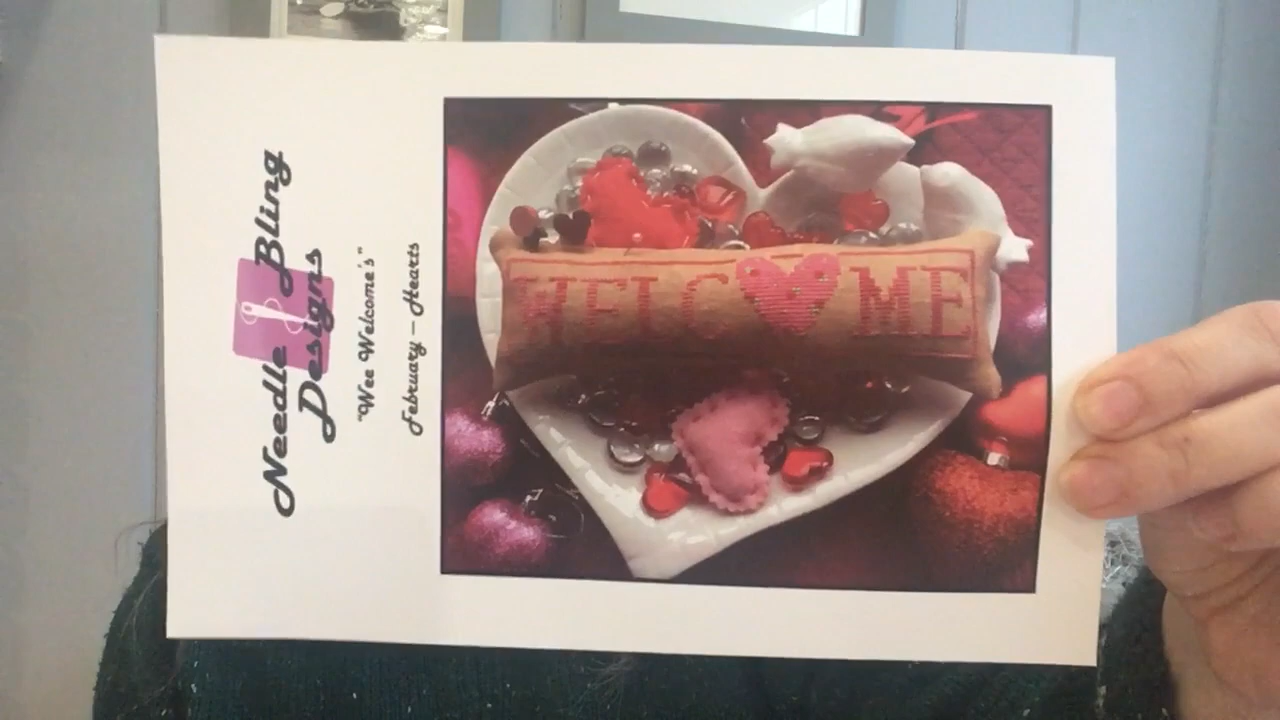 Needle Bling
Designs
"Wee Welcome's"
February - Hearts
WELC ME